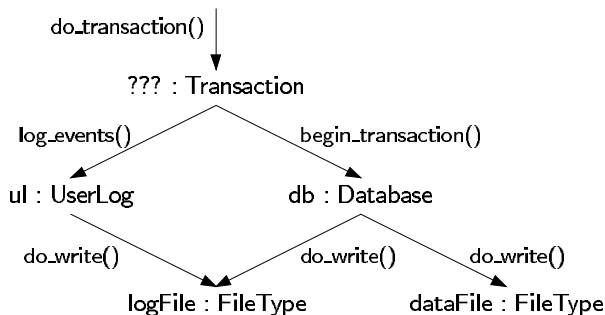 do_transaction()
??? : Transaction
log_events()
begin_transaction()
ul : UserLog
db : Database
do_write()
do_write()
do_write()
logFile : FileType
dataFile : FileType